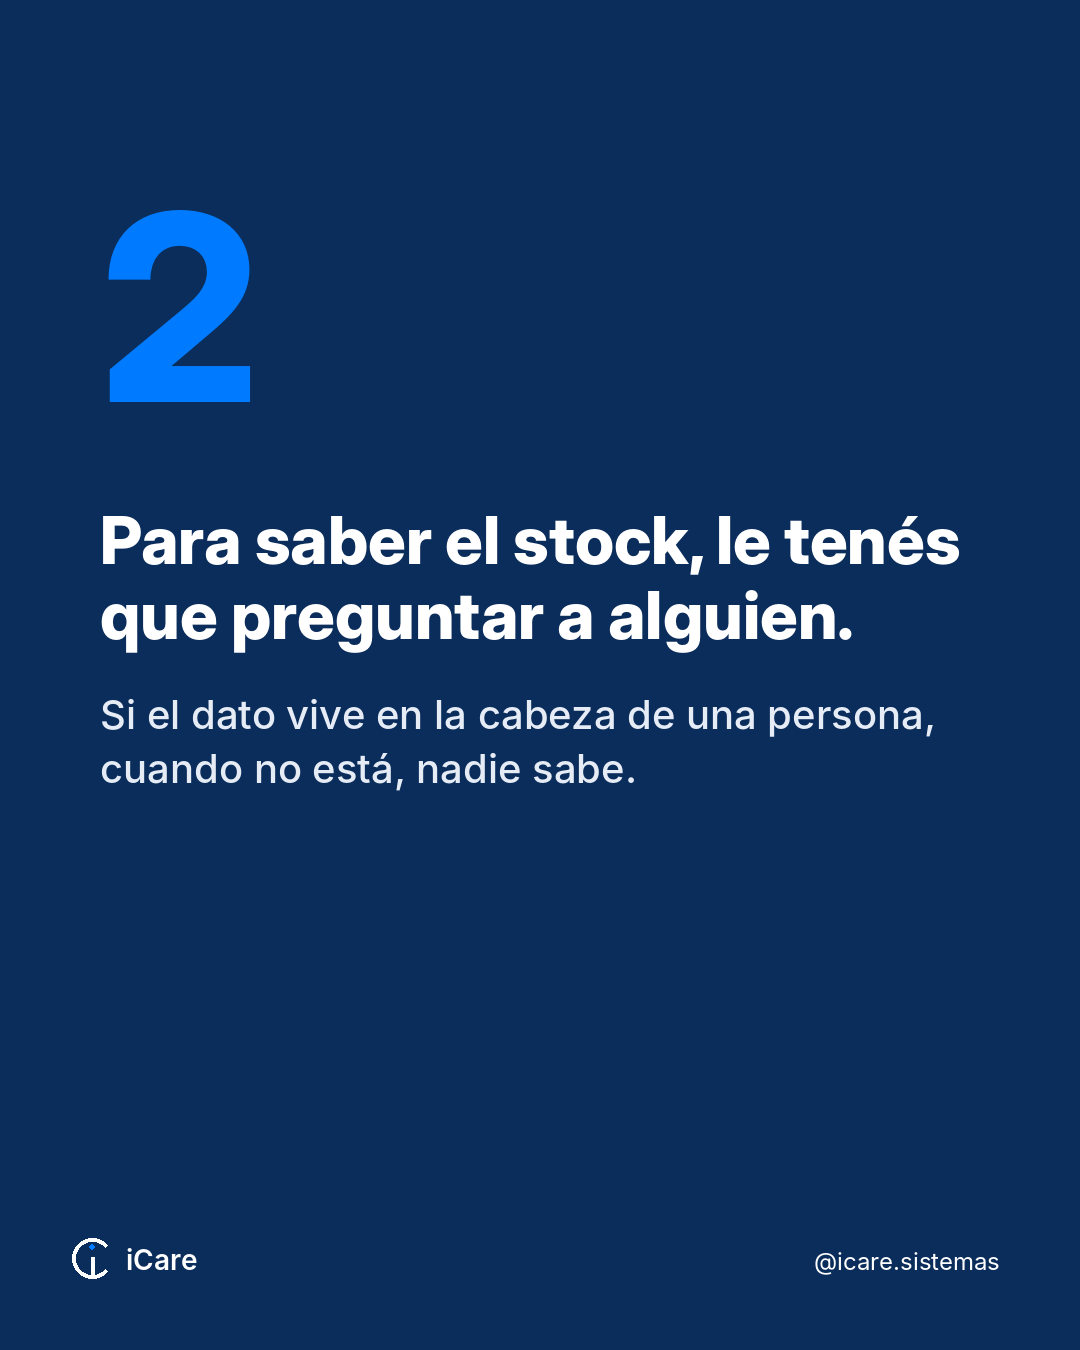 2
Para saber el stock, le tenés
que preguntar a alguien.
Si el dato vive en la cabeza de una persona,
cuando no está, nadie sabe.
iCare
@icare.sistemas